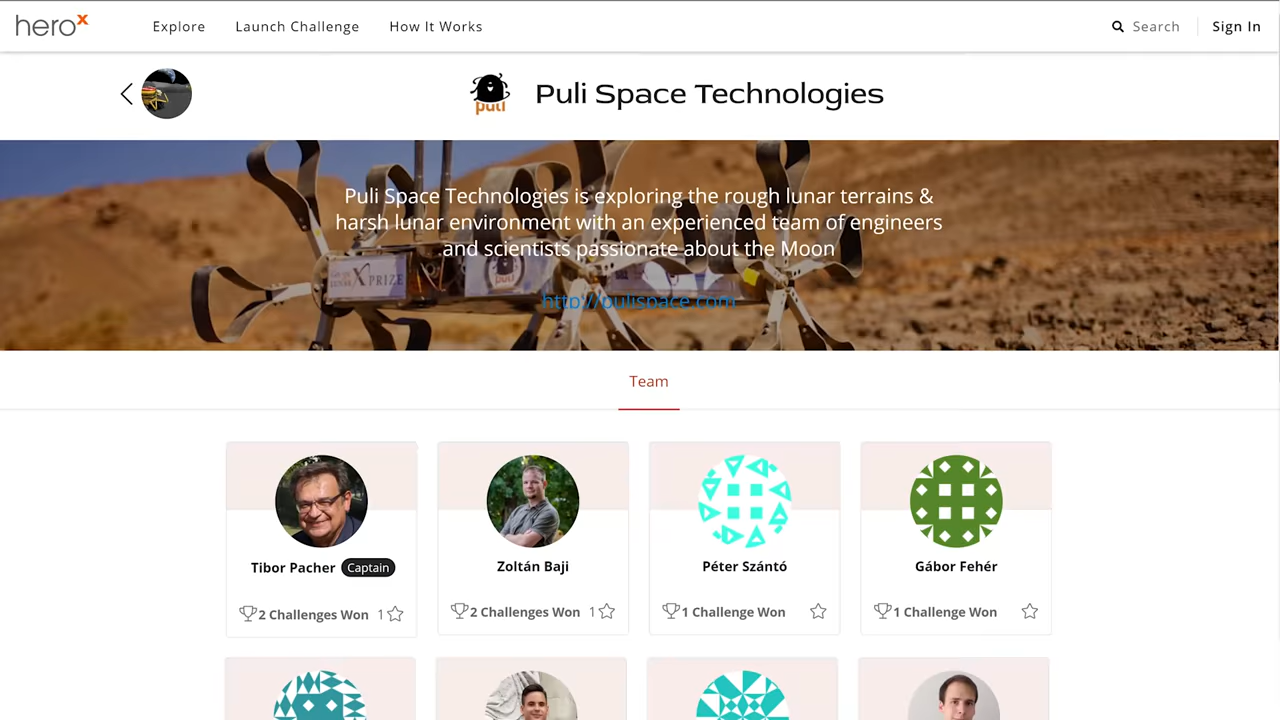 herox
Explore
Launch Challenge
How It Works
Search
Sign In
puli
Puli Space Technologies
Puli Space Technologies is exploring the rough lunar terrains &
harsh lunar environment with an experienced team of engineers
and scientists passionate about the Moon
XPRIZE
puli
http://pulispace.com
Team
Tibor Pacher Captain
Zoltán Baji
Péter Szántó
Gábor Fehér
2 Challenges Won 1
2 Challenges Won 1
1 Challenge Won
1 Challenge Won